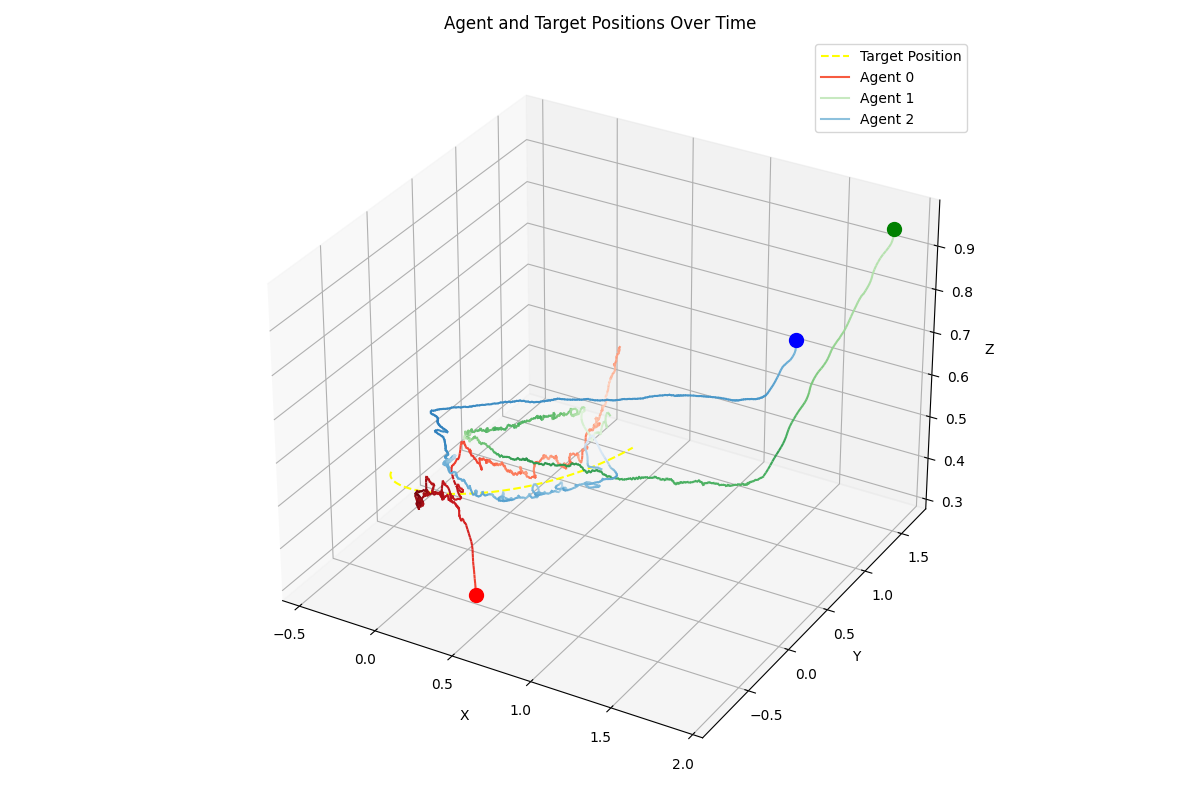 Agent and Target Positions Over Time
Target Position
Agent 0
Agent 1
Agent 2
0.9
0.8
0.7
0.6
0.5
0.4
0.3
Z
1.5
1.0
0.5
0.0
−0.5
Y
−0.5
0.0
0.5
1.0
1.5
2.0
X